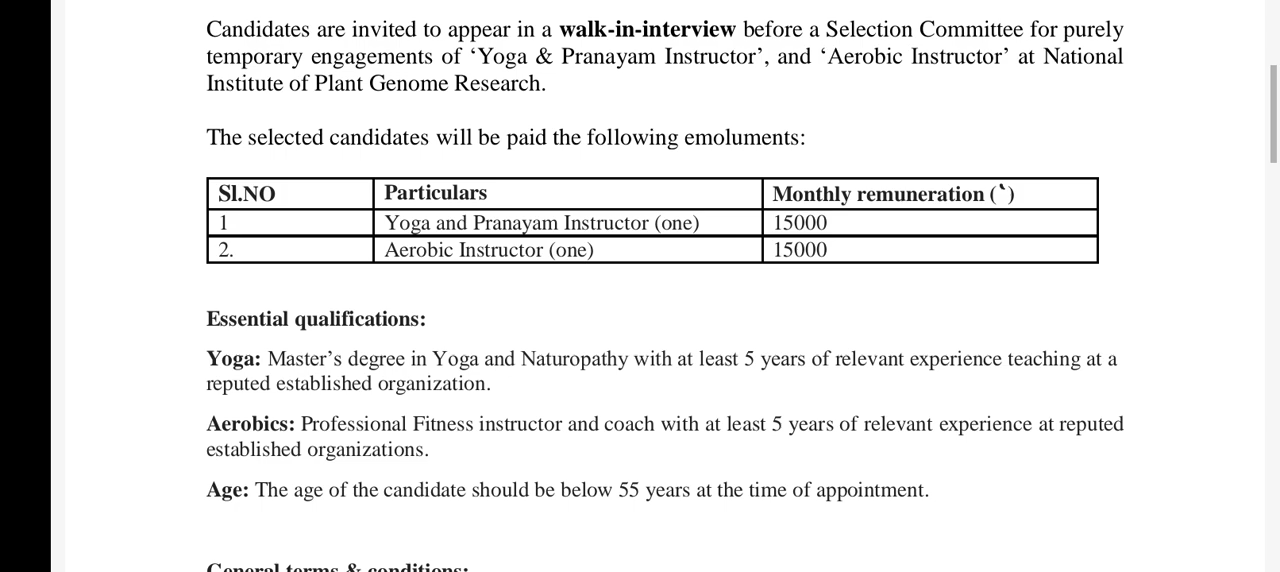 Candidates are invited to appear in a walk-in-interview before a Selection Committee for purely
temporary engagements of ‘Yoga & Pranayam Instructor’, and ‘Aerobic Instructor’ at National
Institute of Plant Genome Research.
The selected candidates will be paid the following emoluments:
Sl.NO Particulars Monthly remuneration (`)
1 Yoga and Pranayam Instructor (one) 15000
2. Aerobic Instructor (one) 15000
Essential qualifications:
Yoga: Master’s degree in Yoga and Naturopathy with at least 5 years of relevant experience teaching at a
reputed established organization.
Aerobics: Professional Fitness instructor and coach with at least 5 years of relevant experience at reputed
established organizations.
Age: The age of the candidate should be below 55 years at the time of appointment.
General terms & conditions: